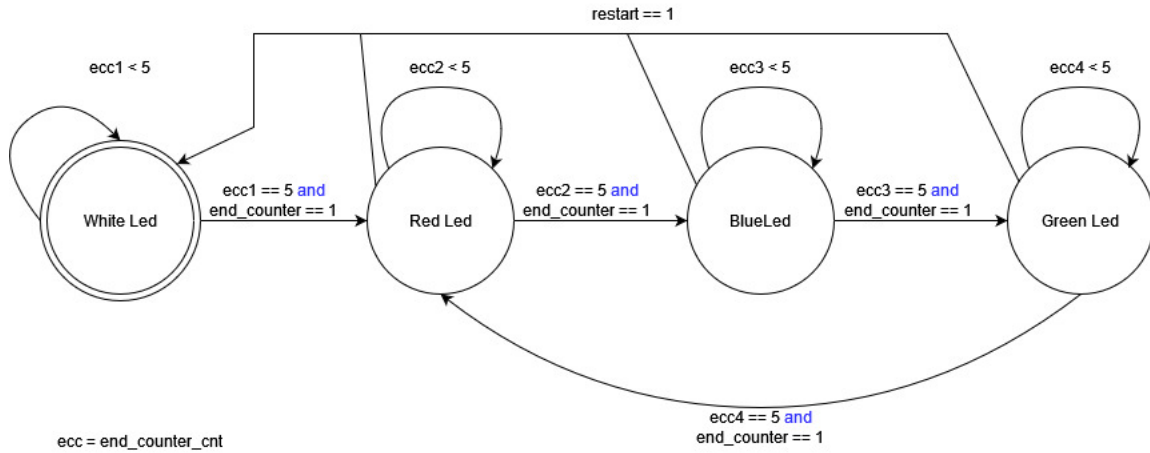 restart == 1
ecc1 < 5
ecc2 < 5
ecc3 < 5
ecc4 < 5
White Led
ecc1 == 5 and
end_counter == 1
Red Led
ecc2 == 5 and
end_counter == 1
BlueLed
ecc3 == 5 and
end_counter == 1
Green Led
ecc4 == 5 and
end_counter == 1
ecc = end_counter_cnt